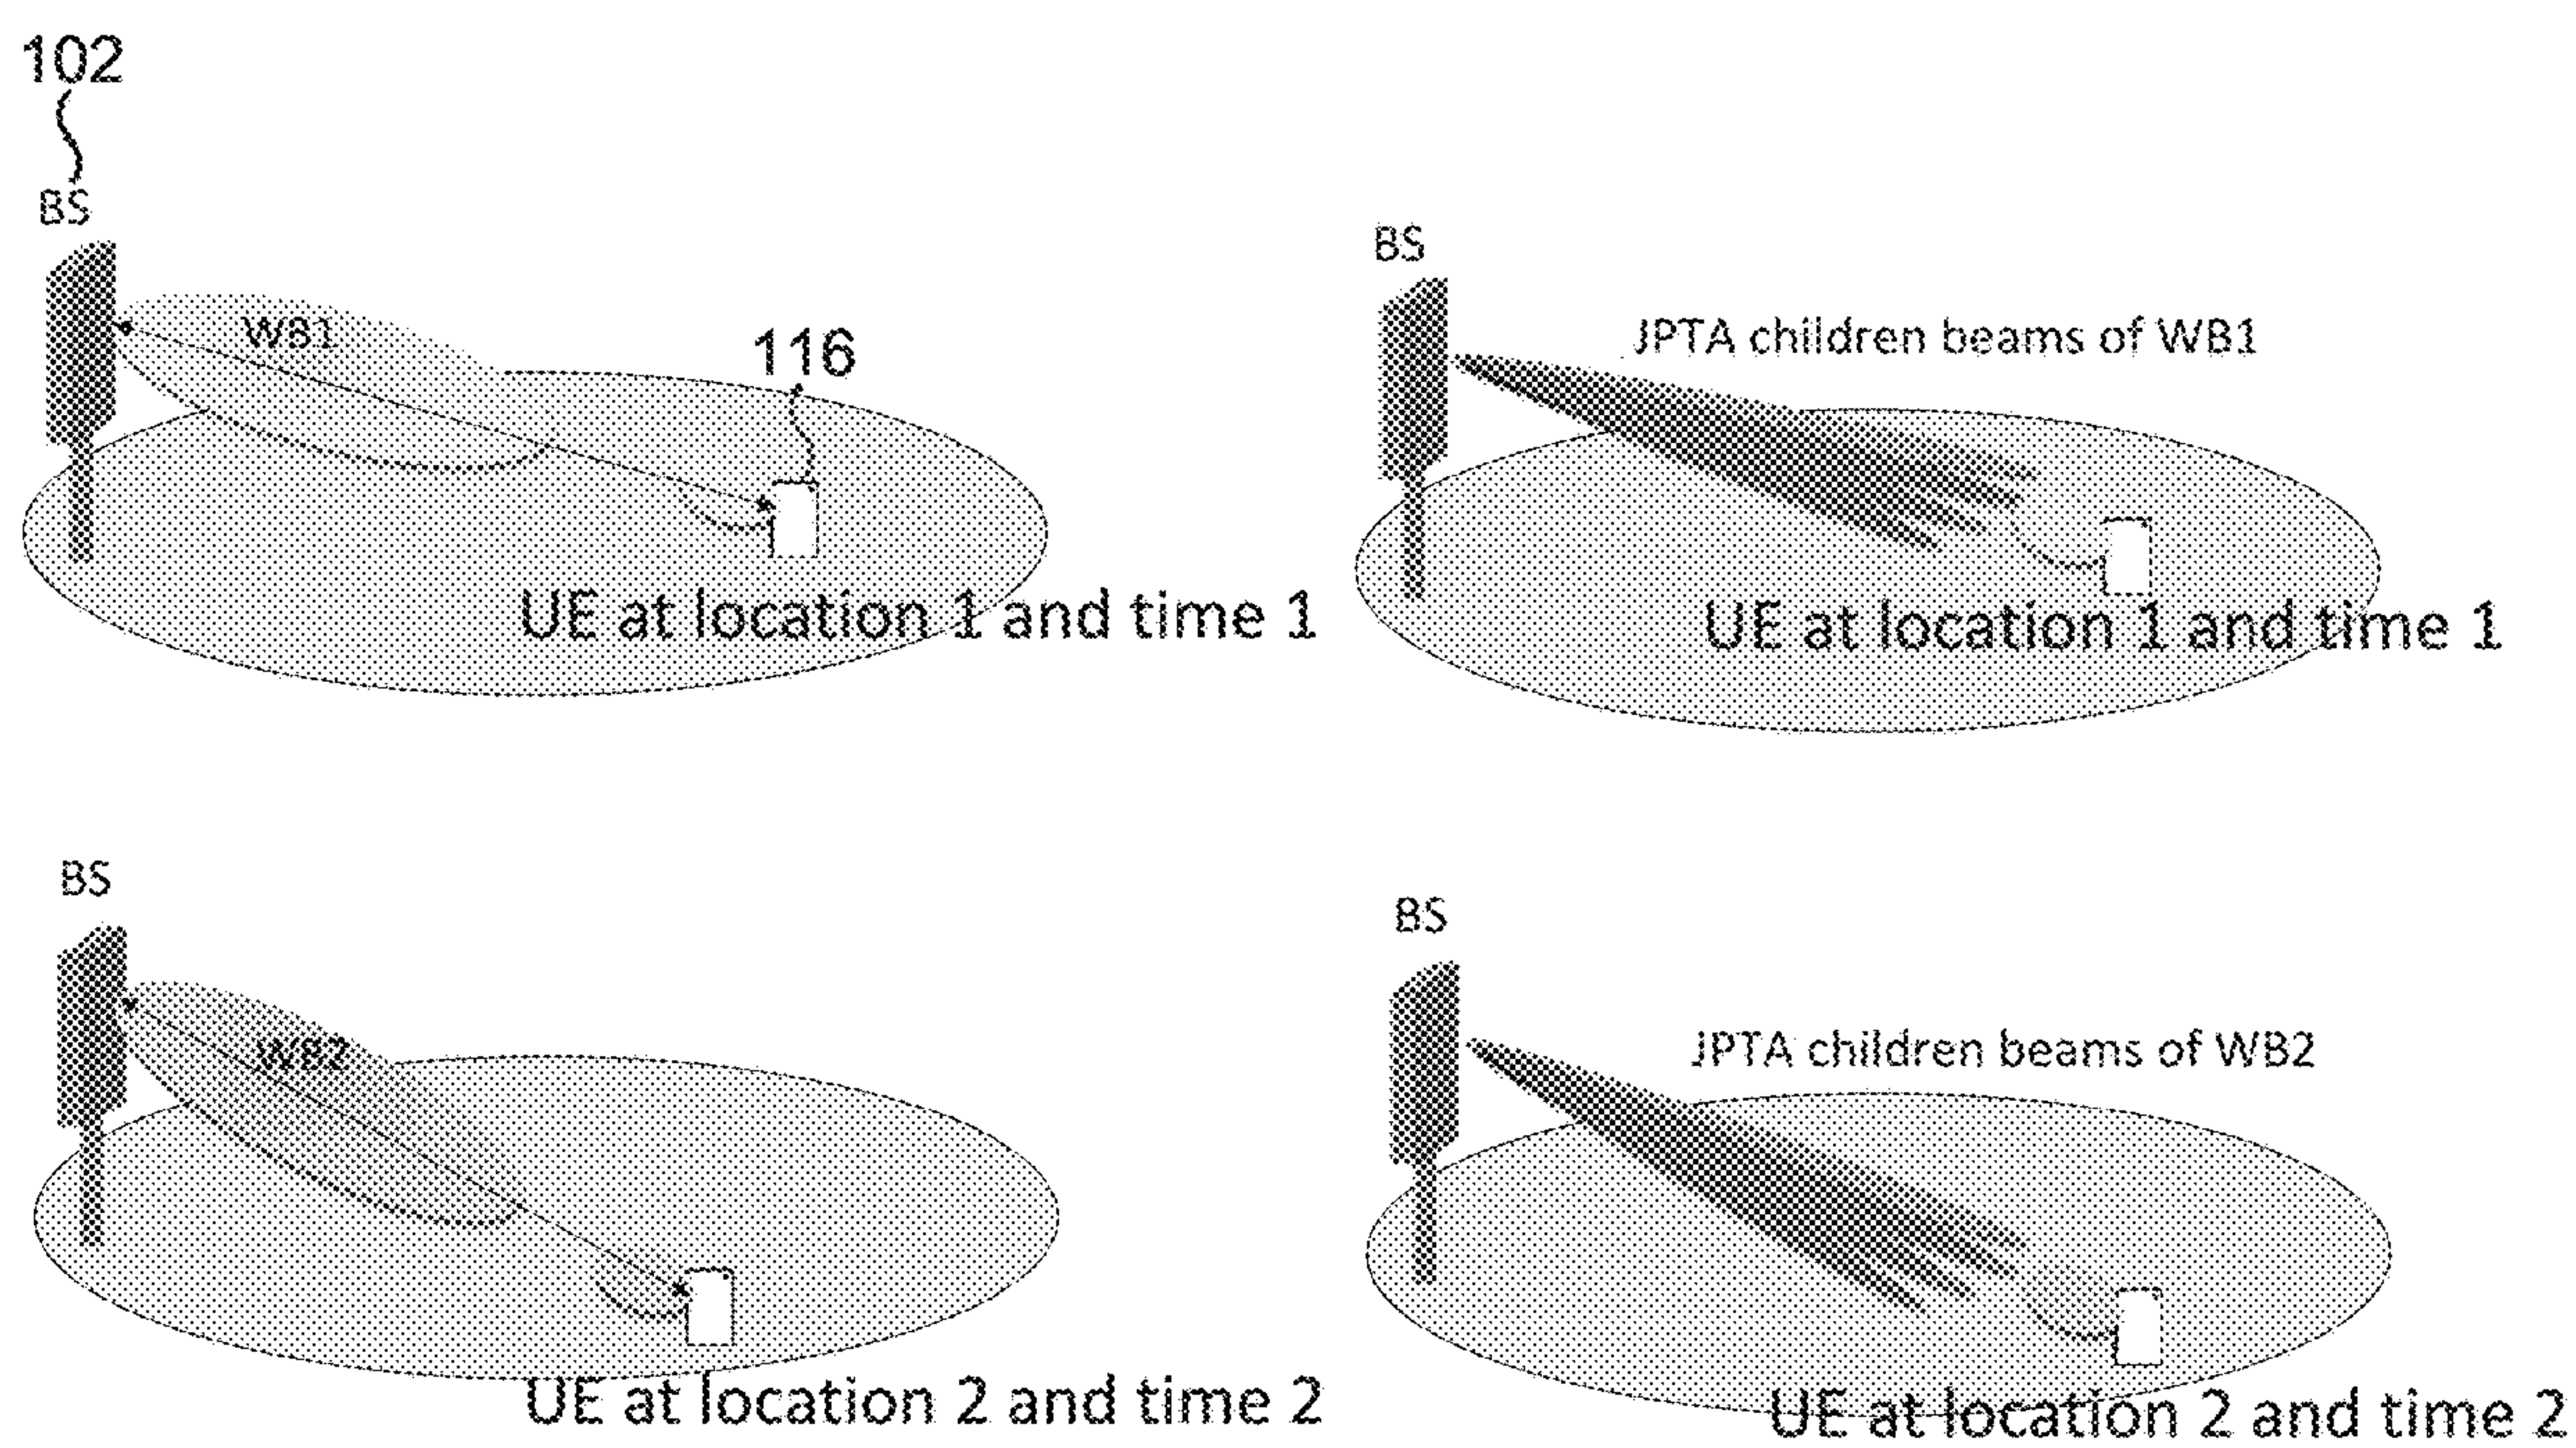 102
BS
WB1
116
UE at location 1 and time 1
BS
JPTA children beams of WB1
UE at location 1 and time 1
BS
WB2
UE at location 2 and time 2
BS
JPTA children beams of WB2
UE at location 2 and time 2